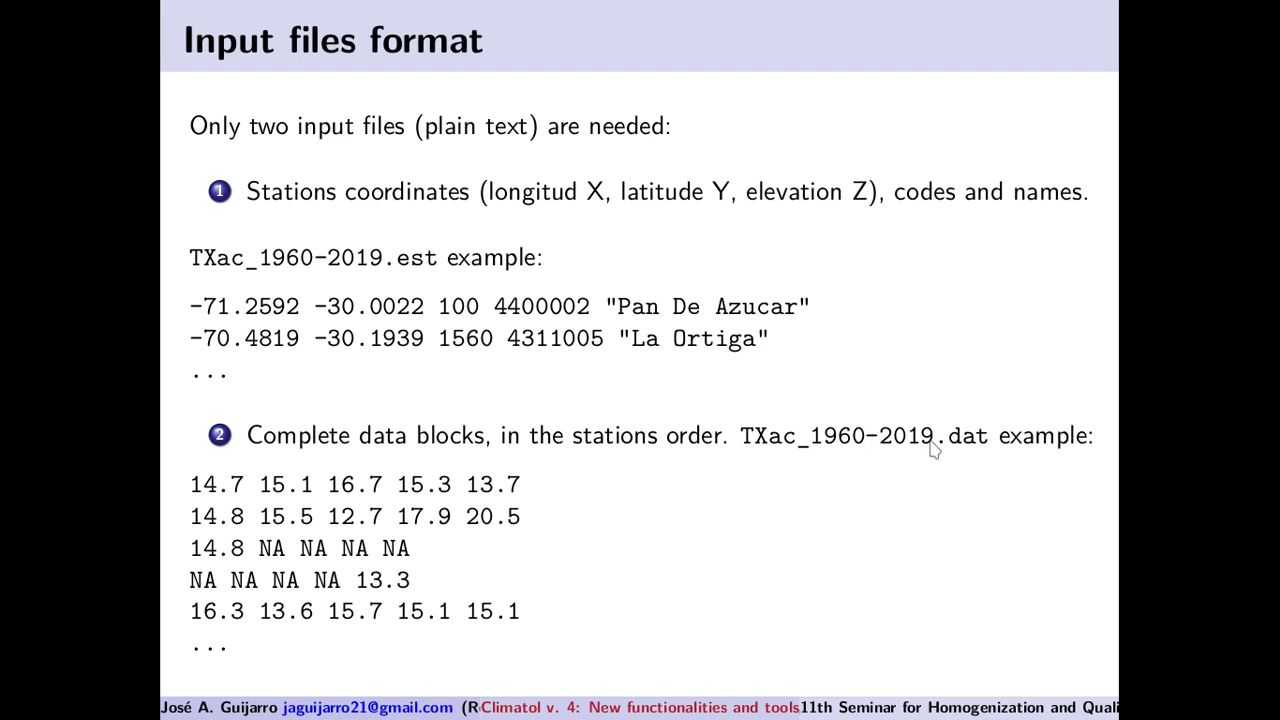 Input files format
Only two input files (plain text) are needed:
1 Stations coordinates (longitud X, latitude Y, elevation Z), codes and names.
TXac_1960-2019.est example:
-71.2592 -30.0022 100 4400002 "Pan De Azucar"
-70.4819 -30.1939 1560 4311005 "La Ortiga"
...
2 Complete data blocks, in the stations order. TXac_1960-2019.dat example:
14.7 15.1 16.7 15.3 13.7
14.8 15.5 12.7 17.9 20.5
14.8 NA NA NA NA
NA NA NA NA 13.3
16.3 13.6 15.7 15.1 15.1
...
José A. Guijarro jaguijarro21@gmail.com (R Climatol v. 4: New functionalities and tools 11th Seminar for Homogenization and Quali